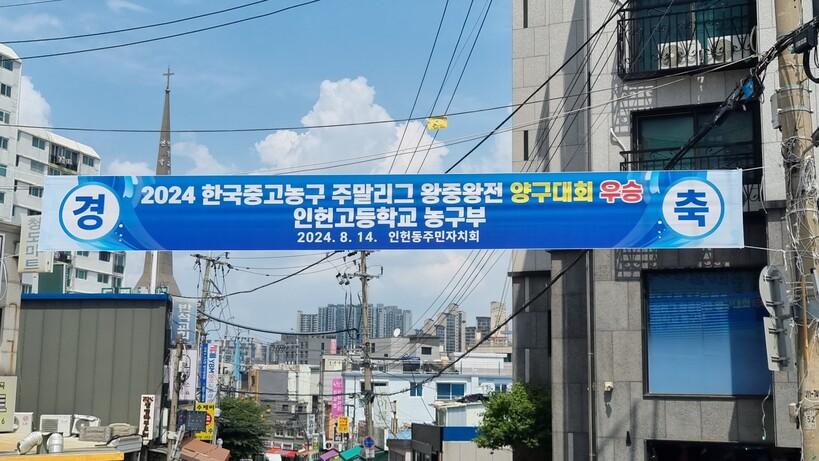 경
2024 한국중고농구 주말리그 왕중왕전 양구대회 우승
인헌고등학교 농구부
2024. 8. 14. 인헌동주민자치회
축